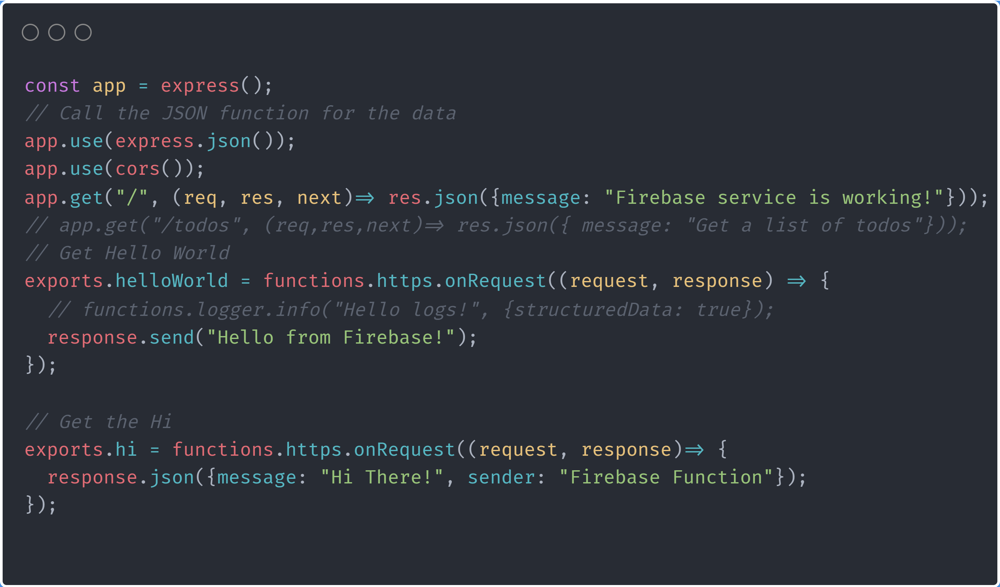 const app = express();
// Call the JSON function for the data
app.use(express.json());
app.use(cors());
app.get("/", (req, res, next)=> res.json({message: "Firebase service is working!"}));
// app.get("/todos", (req,res,next)=> res.json({ message: "Get a list of todos"}));
// Get Hello World
exports.helloWorld = functions.https.onRequest((request, response) => {
  // functions.logger.info("Hello logs!", {structuredData: true});
  response.send("Hello from Firebase!");
});
// Get the Hi
exports.hi = functions.https.onRequest((request, response)=> {
  response.json({message: "Hi There!", sender: "Firebase Function"});
});